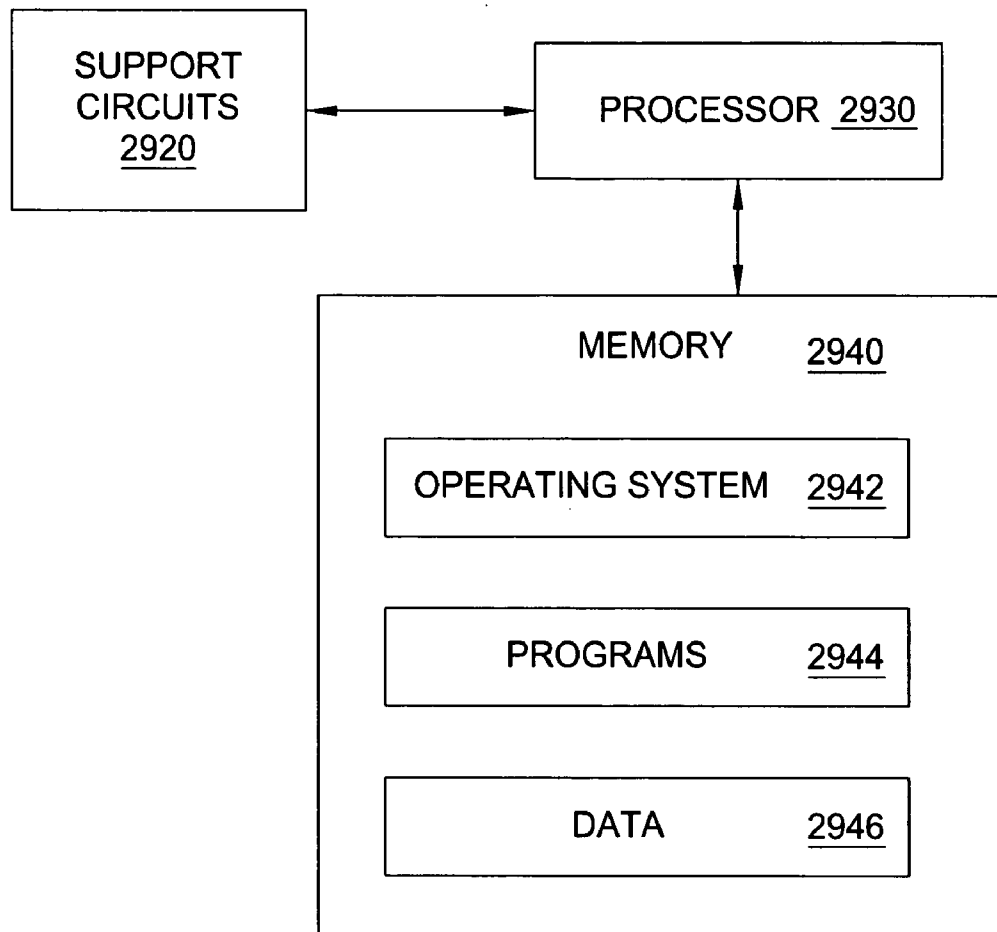 SUPPORT
CIRCUITS
2920
PROCESSOR 2930
MEMORY 2940
OPERATING SYSTEM 2942
PROGRAMS 2944
DATA 2946